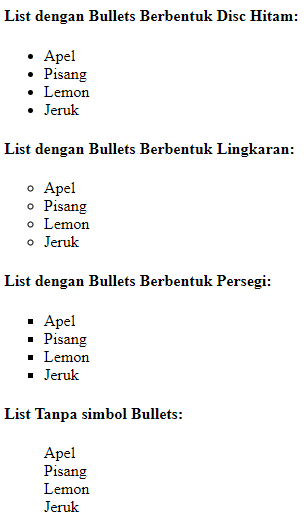 List dengan Bullets Berbentuk Disc Hitam:
Apel
Pisang
Lemon
Jeruk
List dengan Bullets Berbentuk Lingkaran:
Apel
Pisang
Lemon
Jeruk
List dengan Bullets Berbentuk Persegi:
Apel
Pisang
Lemon
Jeruk
List Tanpa simbol Bullets:
Apel
Pisang
Lemon
Jeruk